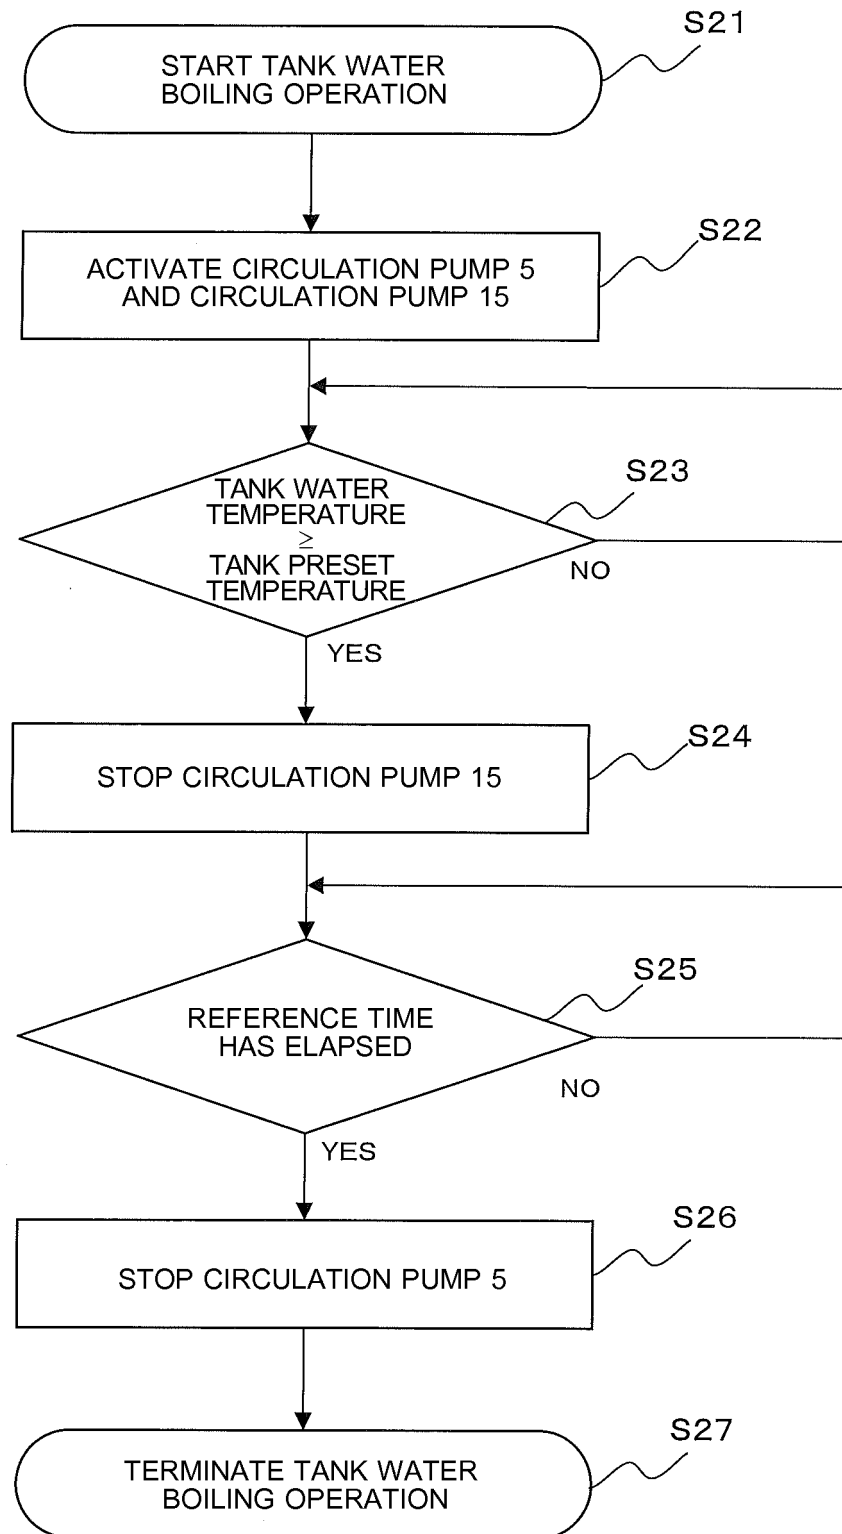 S21
START TANK WATER
BOILING OPERATION
S22
ACTIVATE CIRCULATION PUMP 5
AND CIRCULATION PUMP 15
S23
TANK WATER
TEMPERATURE
≥
TANK PRESET
TEMPERATURE
NO
YES
S24
STOP CIRCULATION PUMP 15
S25
REFERENCE TIME
HAS ELAPSED
NO
YES
S26
STOP CIRCULATION PUMP 5
S27
TERMINATE TANK WATER
BOILING OPERATION